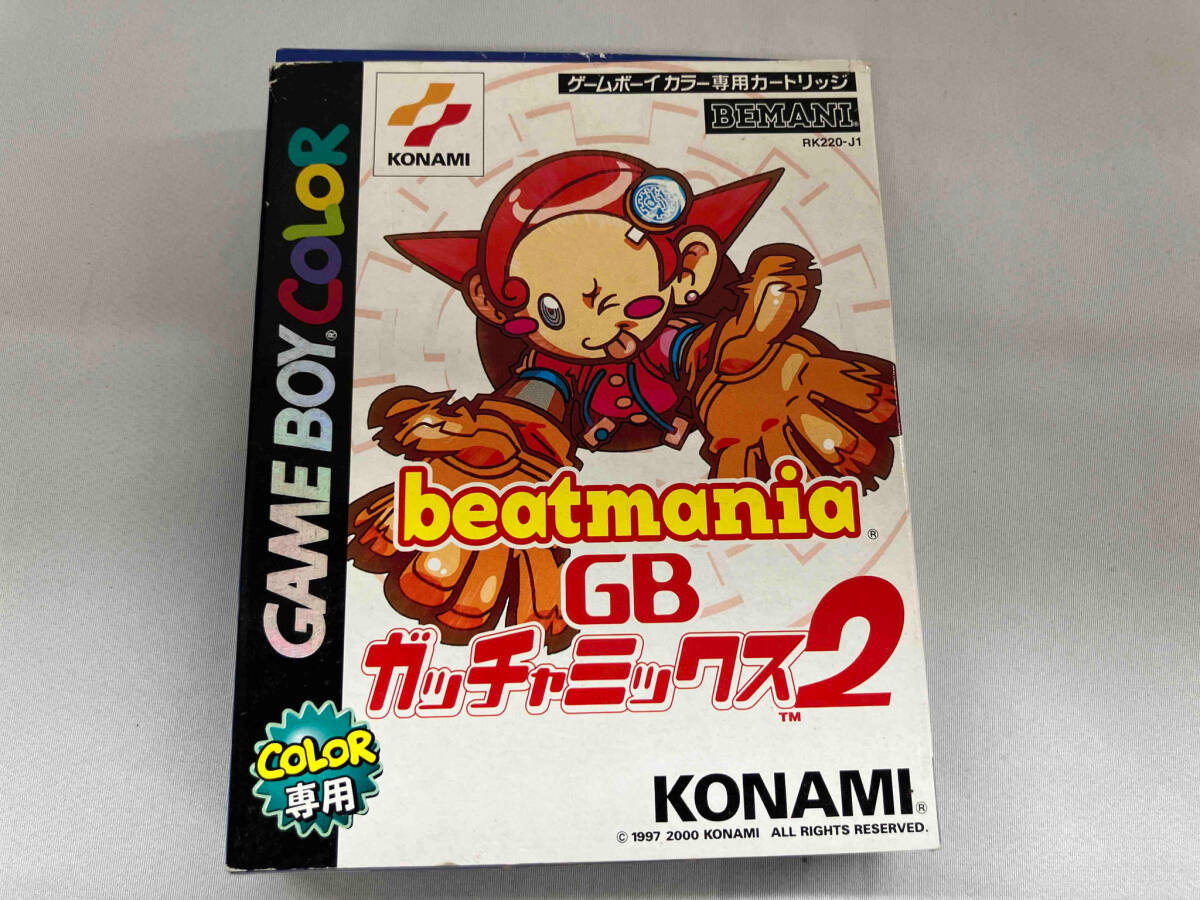 KONAMI
ゲームボーイ カラー専用カートリッジ
BEMANI®
RK220-J1
GAME BOY® COLOR
beatmania®
GB
ガッチャミックス2
™
COLOR
専用
KONAMI®
© 1997 2000 KONAMI ALL RIGHTS RESERVED.